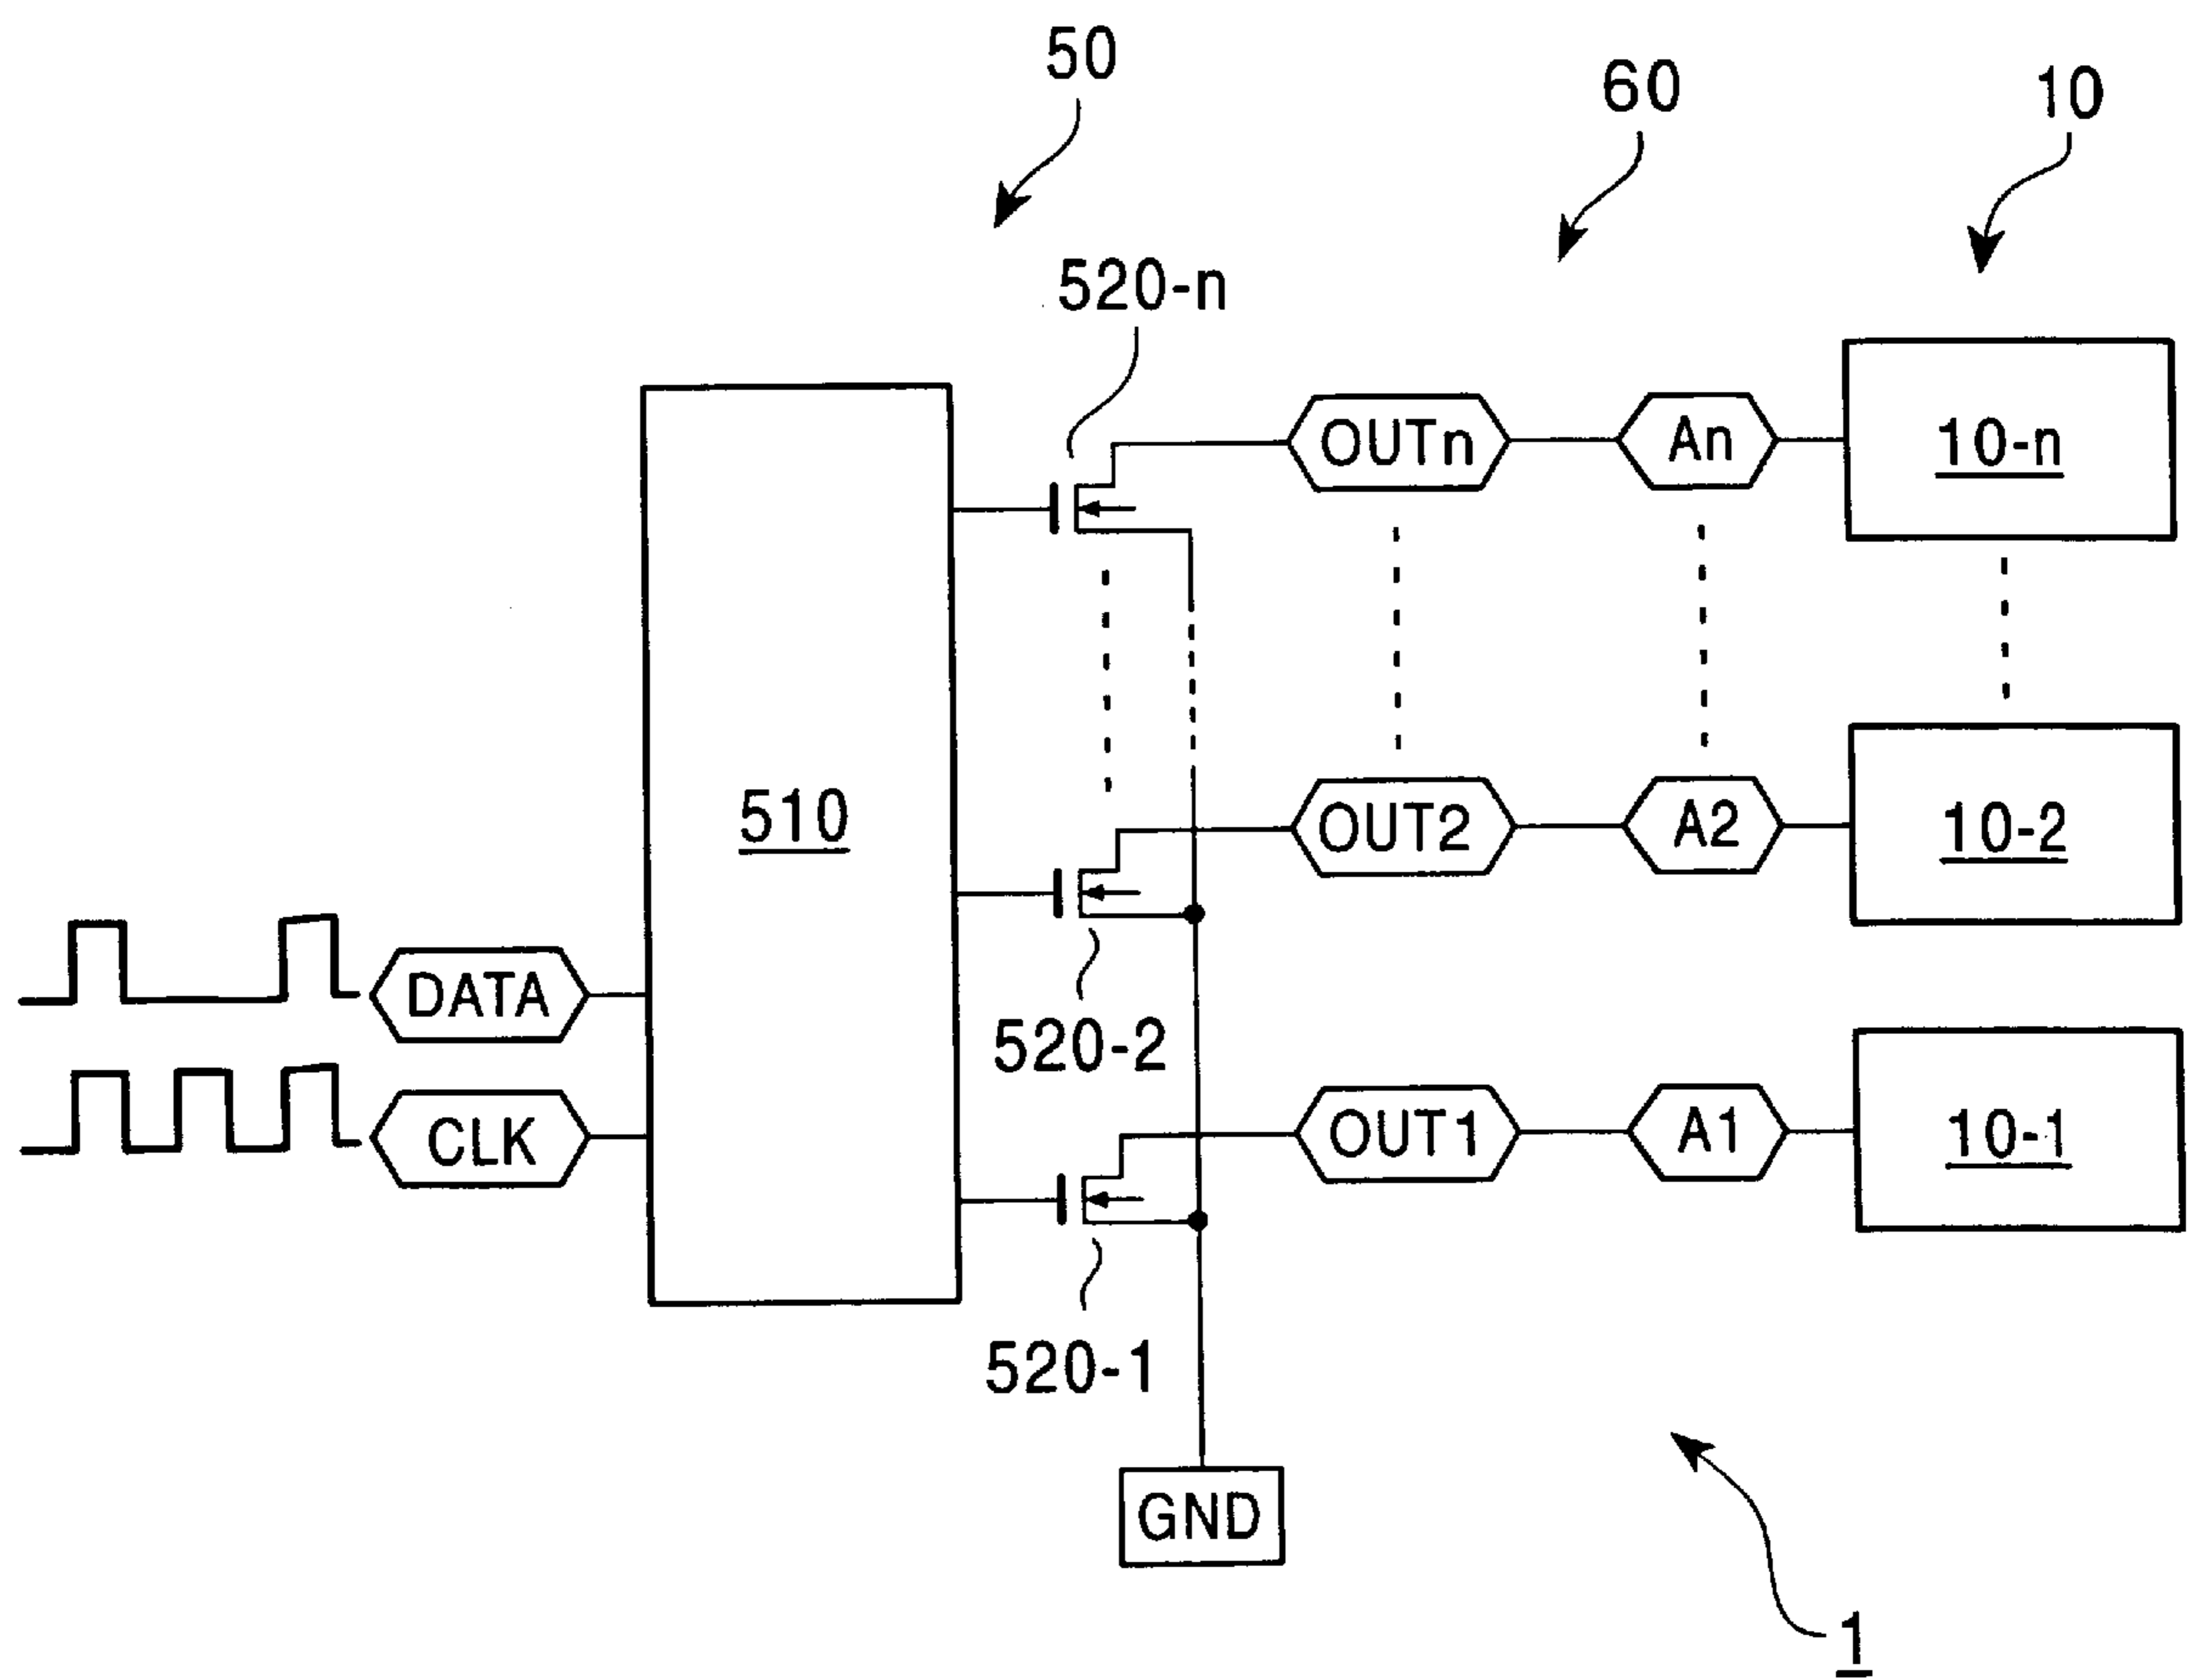 50
60
10
520-n
OUTn
An
10-n
510
OUT2
A2
10-2
DATA
520-2
CLK
OUT1
A1
10-1
520-1
GND
1